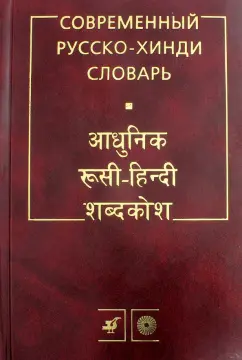 СОВРЕМЕННЫЙ
РУССКО-ХИНДИ
СЛОВАРЬ
आधुनिक
रूसी-हिन्दी
शब्दकोश